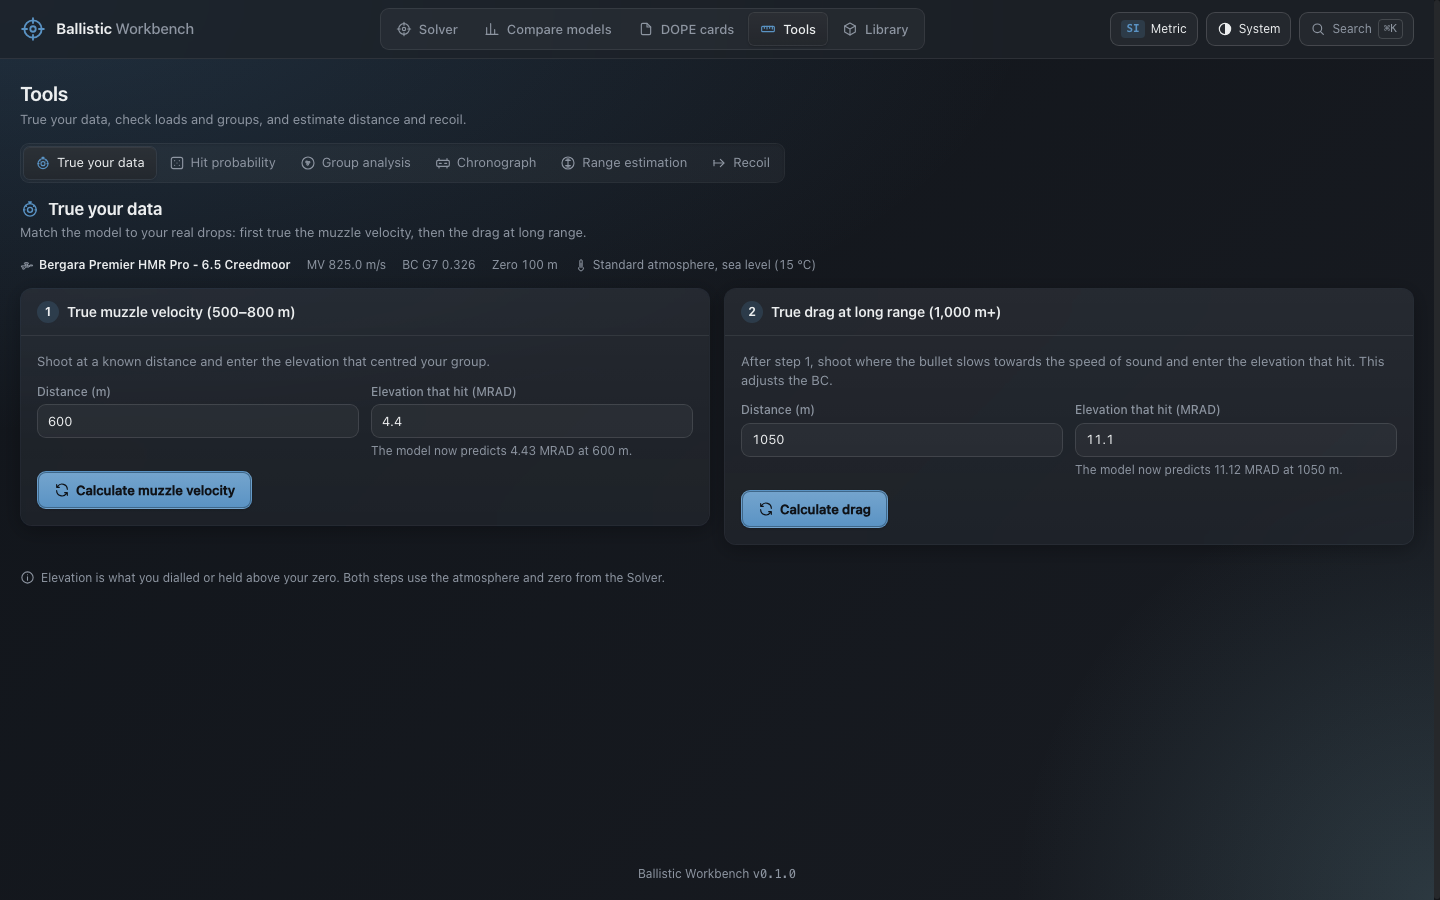 Ballistic Workbench
Solver
Compare models
DOPE cards
Tools
Library
SI Metric
System
Search ⌘K
Tools
True your data, check loads and groups, and estimate distance and recoil.
True your data
Hit probability
Group analysis
Chronograph
Range estimation
Recoil
True your data
Match the model to your real drops: first true the muzzle velocity, then the drag at long range.
Bergara Premier HMR Pro - 6.5 Creedmoor MV 825.0 m/s BC G7 0.326 Zero 100 m Standard atmosphere, sea level (15 °C)
1 True muzzle velocity (500–800 m)
Shoot at a known distance and enter the elevation that centred your group.
Distance (m)
Elevation that hit (MRAD)
600
4.4
The model now predicts 4.43 MRAD at 600 m.
Calculate muzzle velocity
2 True drag at long range (1,000 m+)
After step 1, shoot where the bullet slows towards the speed of sound and enter the elevation that hit. This
adjusts the BC.
Distance (m)
Elevation that hit (MRAD)
1050
11.1
The model now predicts 11.12 MRAD at 1050 m.
Calculate drag
Elevation is what you dialled or held above your zero. Both steps use the atmosphere and zero from the Solver.
Ballistic Workbench v0.1.0